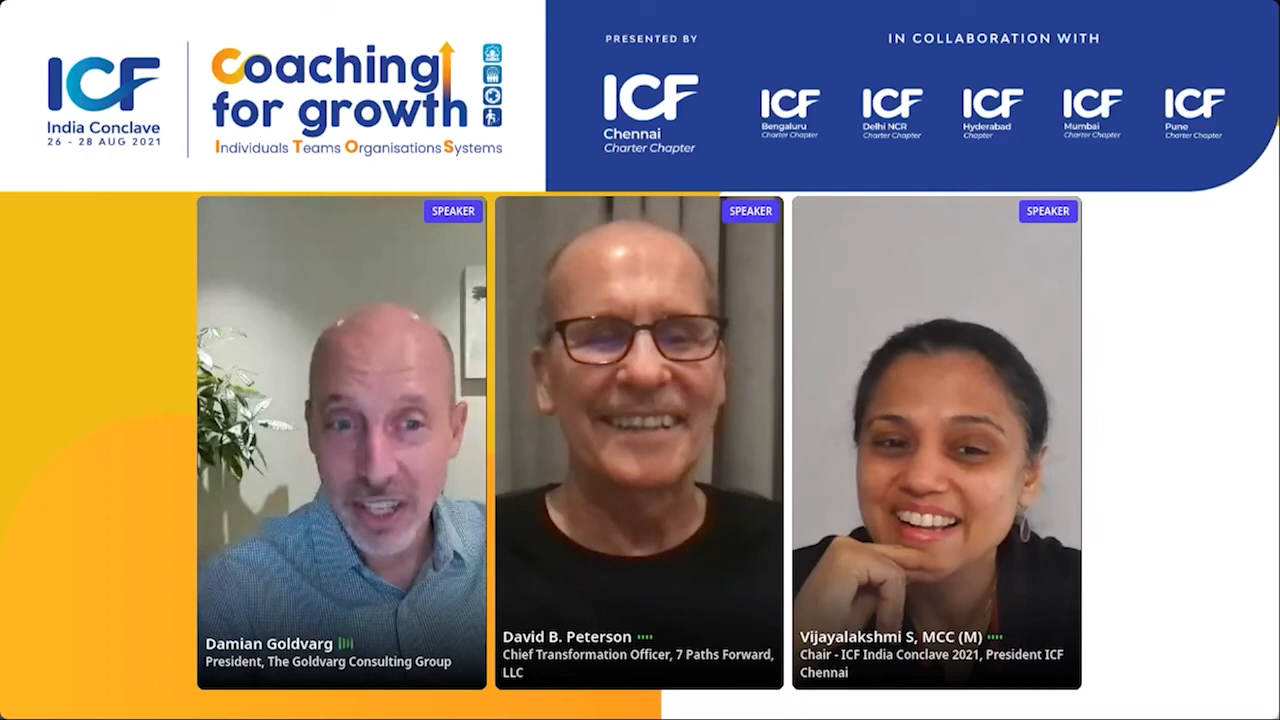 ICF
India Conclave
26 - 28 AUG 2021
Coaching
for growth
Individuals Teams Organisations Systems
PRESENTED BY
ICF
Chennai
Charter Chapter
IN COLLABORATION WITH
ICF
Bengaluru
Charter Chapter
ICF
Delhi NCR
Charter Chapter
ICF
Hyderabad
Chapter
ICF
Mumbai
Charter Chapter
ICF
Pune
Charter Chapter
SPEAKER
SPEAKER
SPEAKER
Damian Goldvarg
President, The Goldvarg Consulting Group
David B. Peterson
Chief Transformation Officer, 7 Paths Forward,
LLC
Vijayalakshmi S, MCC (M)
Chair - ICF India Conclave 2021, President ICF
Chennai